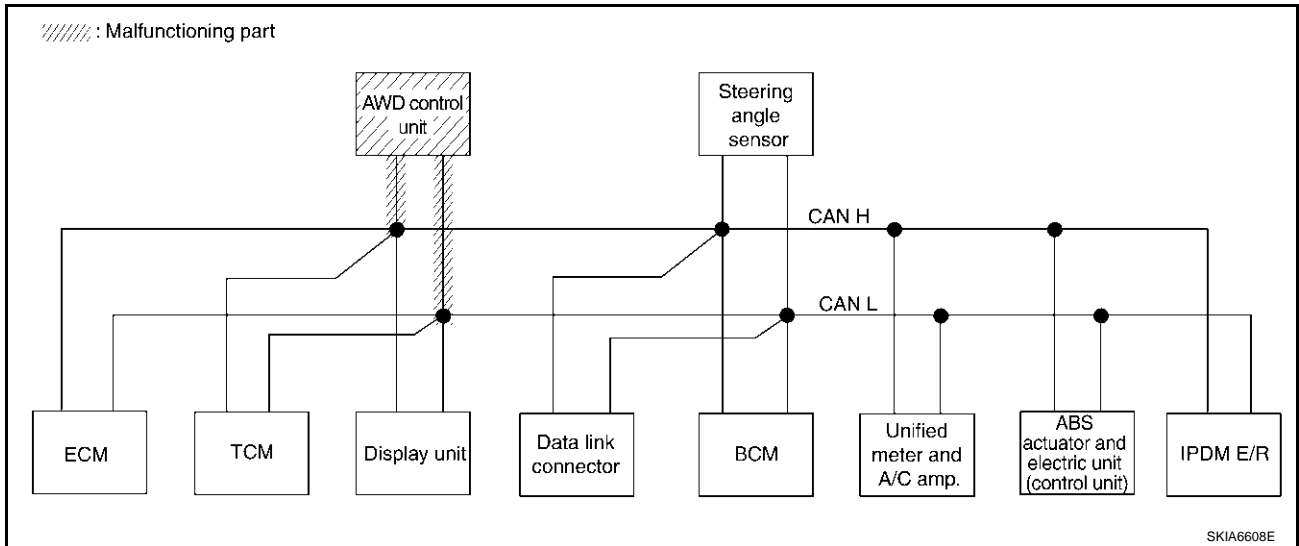 : Malfunctioning part
AWD control
unit
Steering
angle
sensor
CAN H
CAN L
ECM
TCM
Display unit
Data link
connector
BCM
Unified
meter and
A/C amp.
ABS
actuator and
electric unit
(control unit)
IPDM E/R
SKIA6608E